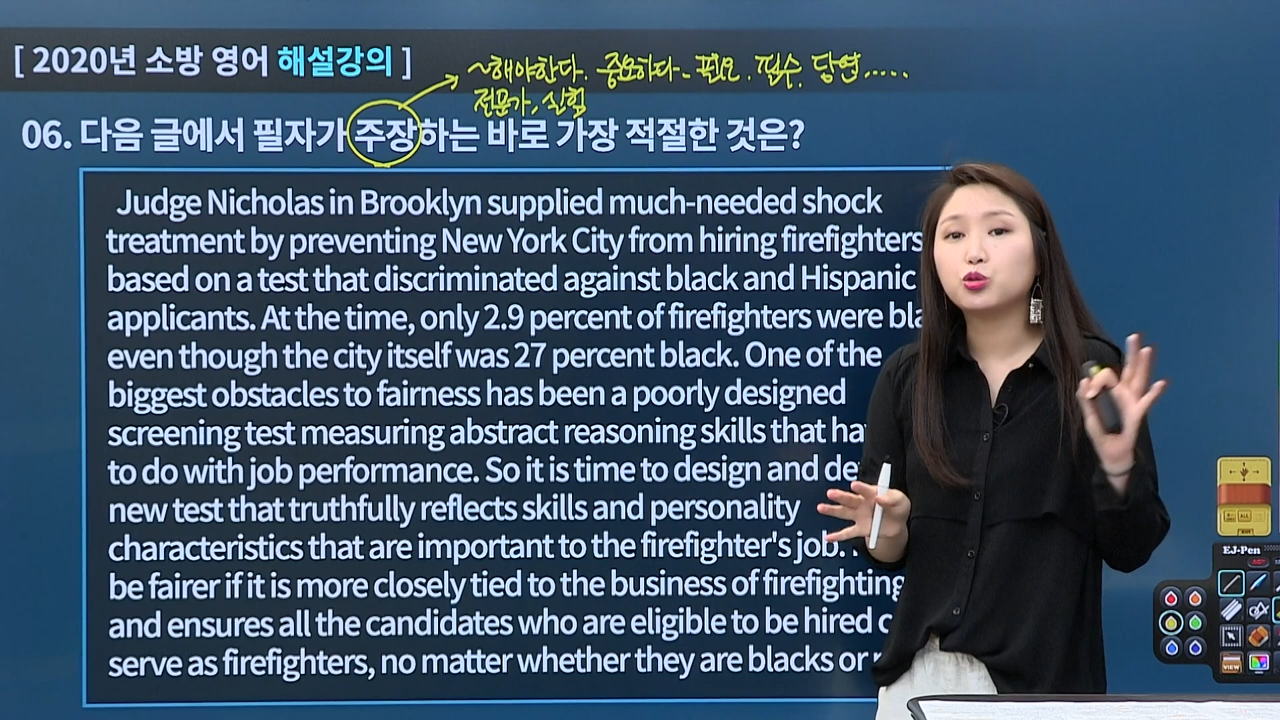 [ 2020년 소방 영어 해설강의 ]
~해야한다. 중요하다. 필요. 필수. 당연.....
전문가, 실험
06. 다음 글에서 필자가 주장하는 바로 가장 적절한 것은?
Judge Nicholas in Brooklyn supplied much-needed shock
treatment by preventing New York City from hiring firefighters
based on a test that discriminated against black and Hispanic
applicants. At the time, only 2.9 percent of firefighters were
even though the city itself was 27 percent black. One of the
biggest obstacles to fairness has been a poorly designed
screening test measuring abstract reasoning skills that
to do with job performance. So it is time to design and
new test that truthfully reflects skills and personality
characteristics that are important to the firefighter's job.
be fairer if it is more closely tied to the business of firefighting
and ensures all the candidates who are eligible to be hired
serve as firefighters, no matter whether they are blacks or
EJ-Pen
ALL
VIEW